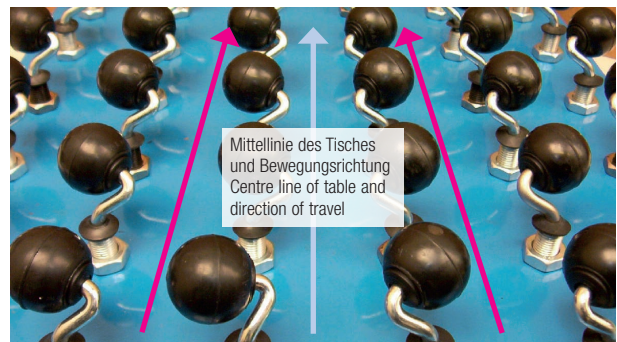 Mittellinie des Tisches
und Bewegungsrichtung
Centre line of table and
direction of travel